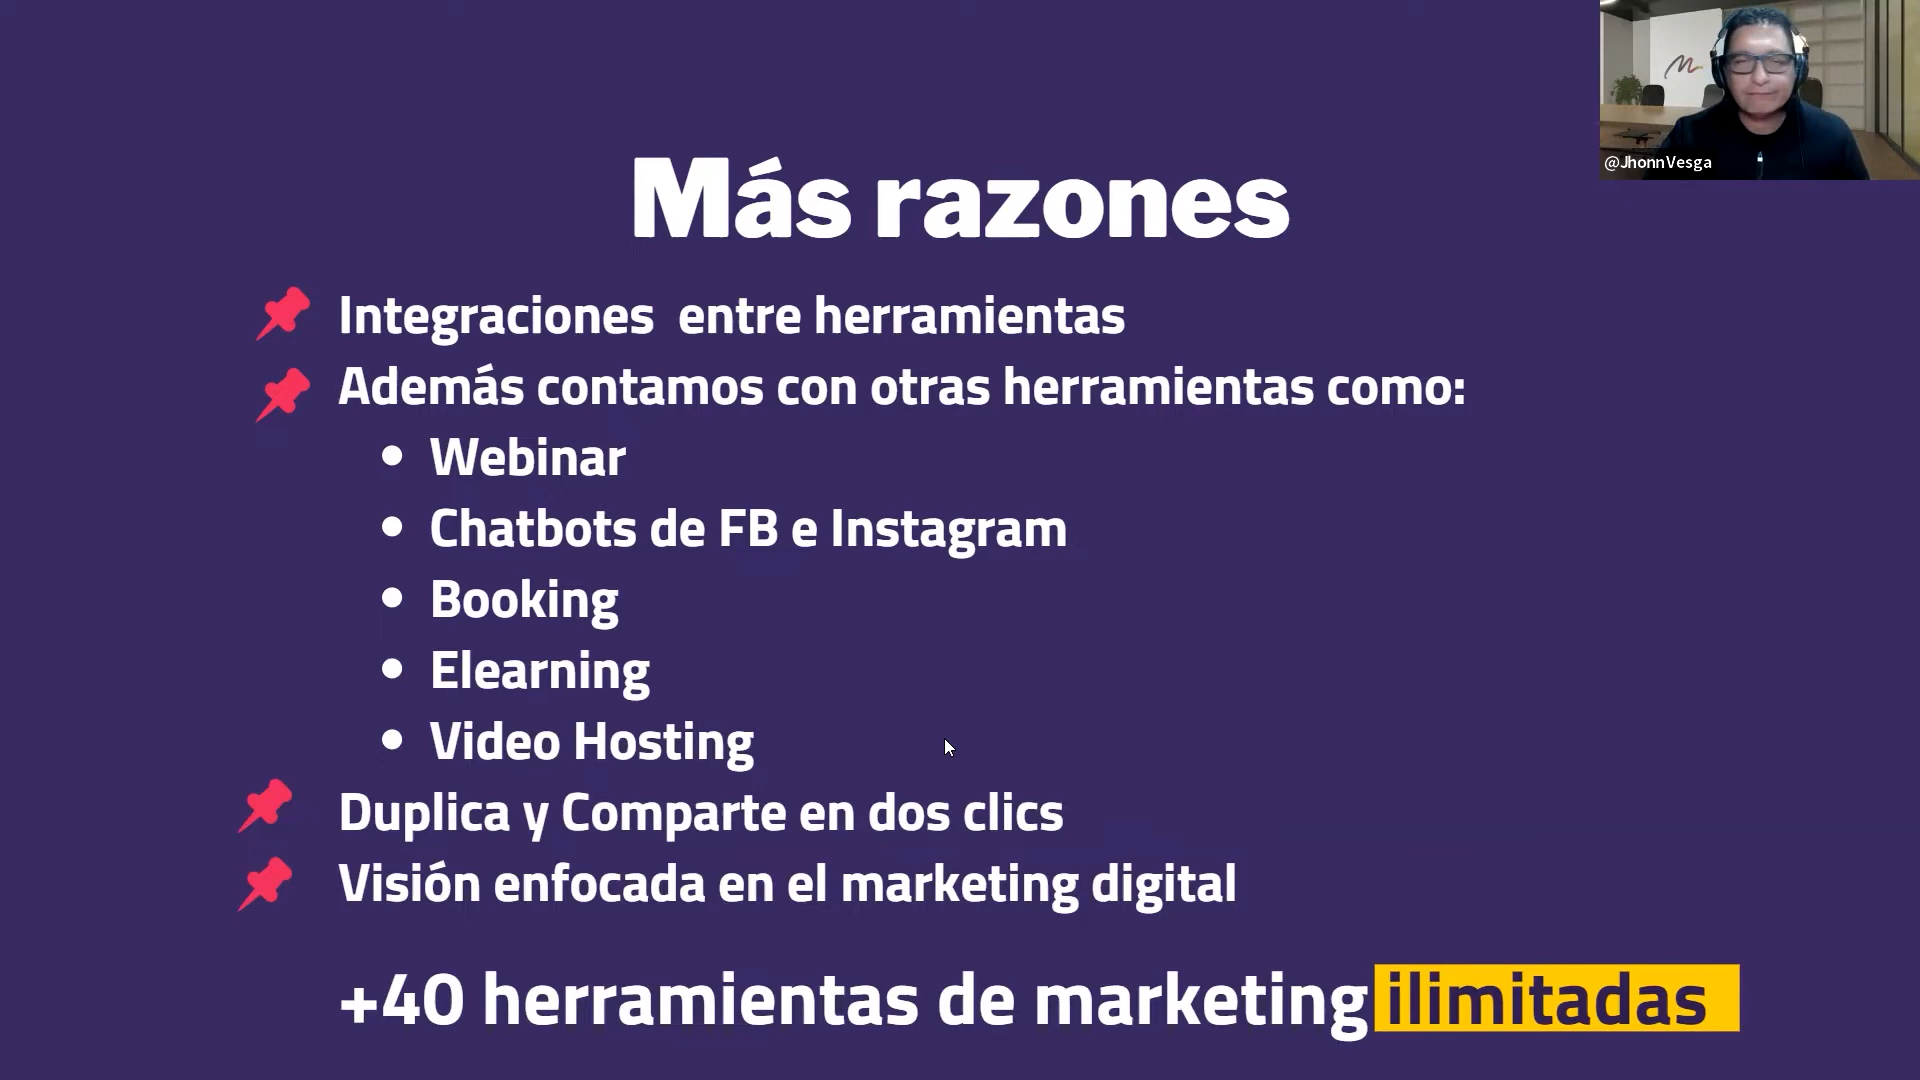 @JhonnVesga
Más razones
Integraciones entre herramientas
Además contamos con otras herramientas como:
Webinar
Chatbots de FB e Instagram
Booking
Elearning
Video Hosting
Duplica y Comparte en dos clics
Visión enfocada en el marketing digital
+40 herramientas de marketing ilimitadas